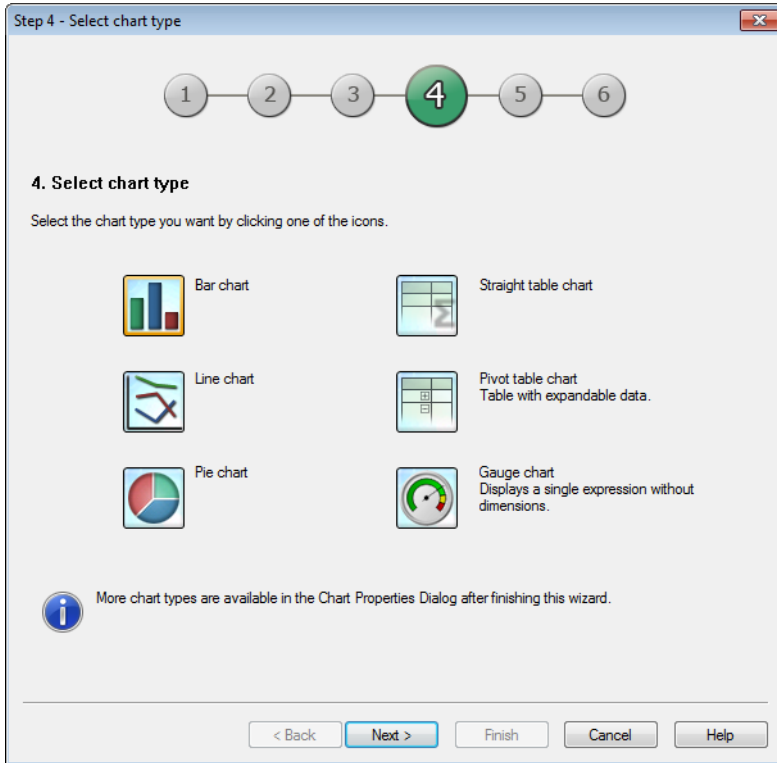 Step 4 - Select chart type
1 2 3 4 5 6
4. Select chart type
Select the chart type you want by clicking one of the icons.
Bar chart
Straight table chart
Line chart
Pivot table chart
Table with expandable data.
Pie chart
Gauge chart
Displays a single expression without
dimensions.
More chart types are available in the Chart Properties Dialog after finishing this wizard.
< Back Next > Finish Cancel Help